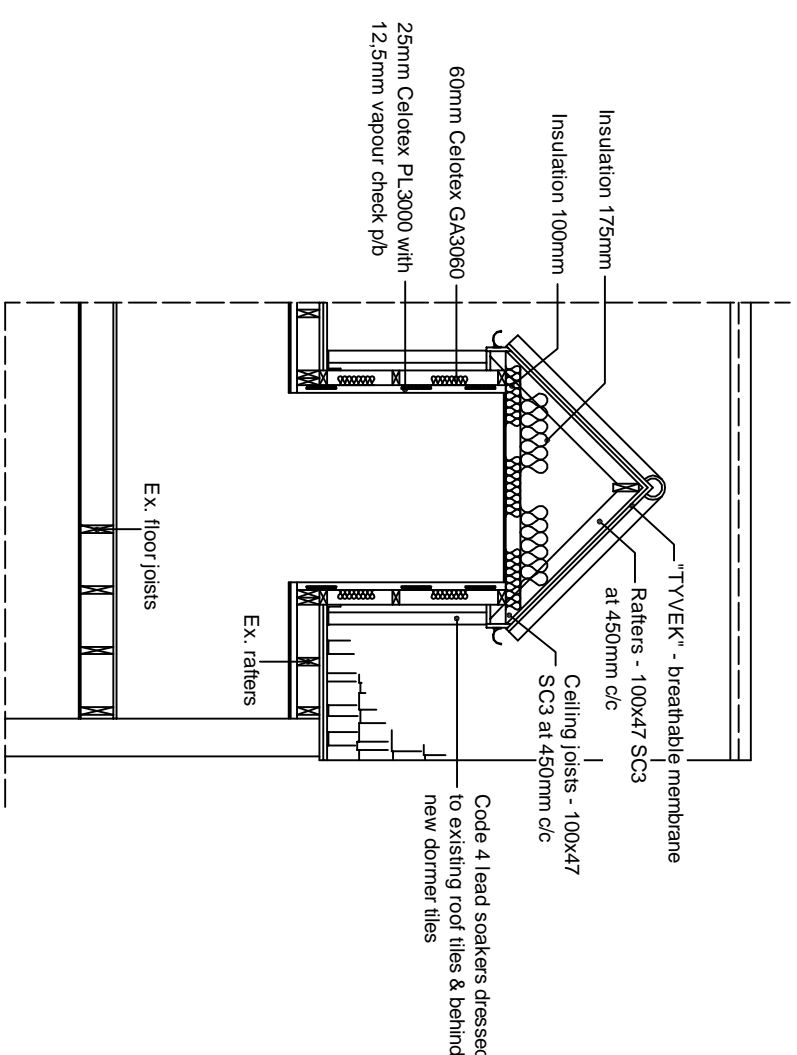 "TYVEK" - breathable membrane
Rafters - 100x47 SC3
at 450mm c/c
Ceiling joists - 100x47
SC3 at 450mm c/c
Code 4 lead soakers dressed
to existing roof tiles & behind
new dormer tiles
Insulation 175mm
Insulation 100mm
60mm Celotex GA3060
25mm Celotex PL3000 with
12,5mm vapour check p/b
Ex. rafters
Ex. floor joists